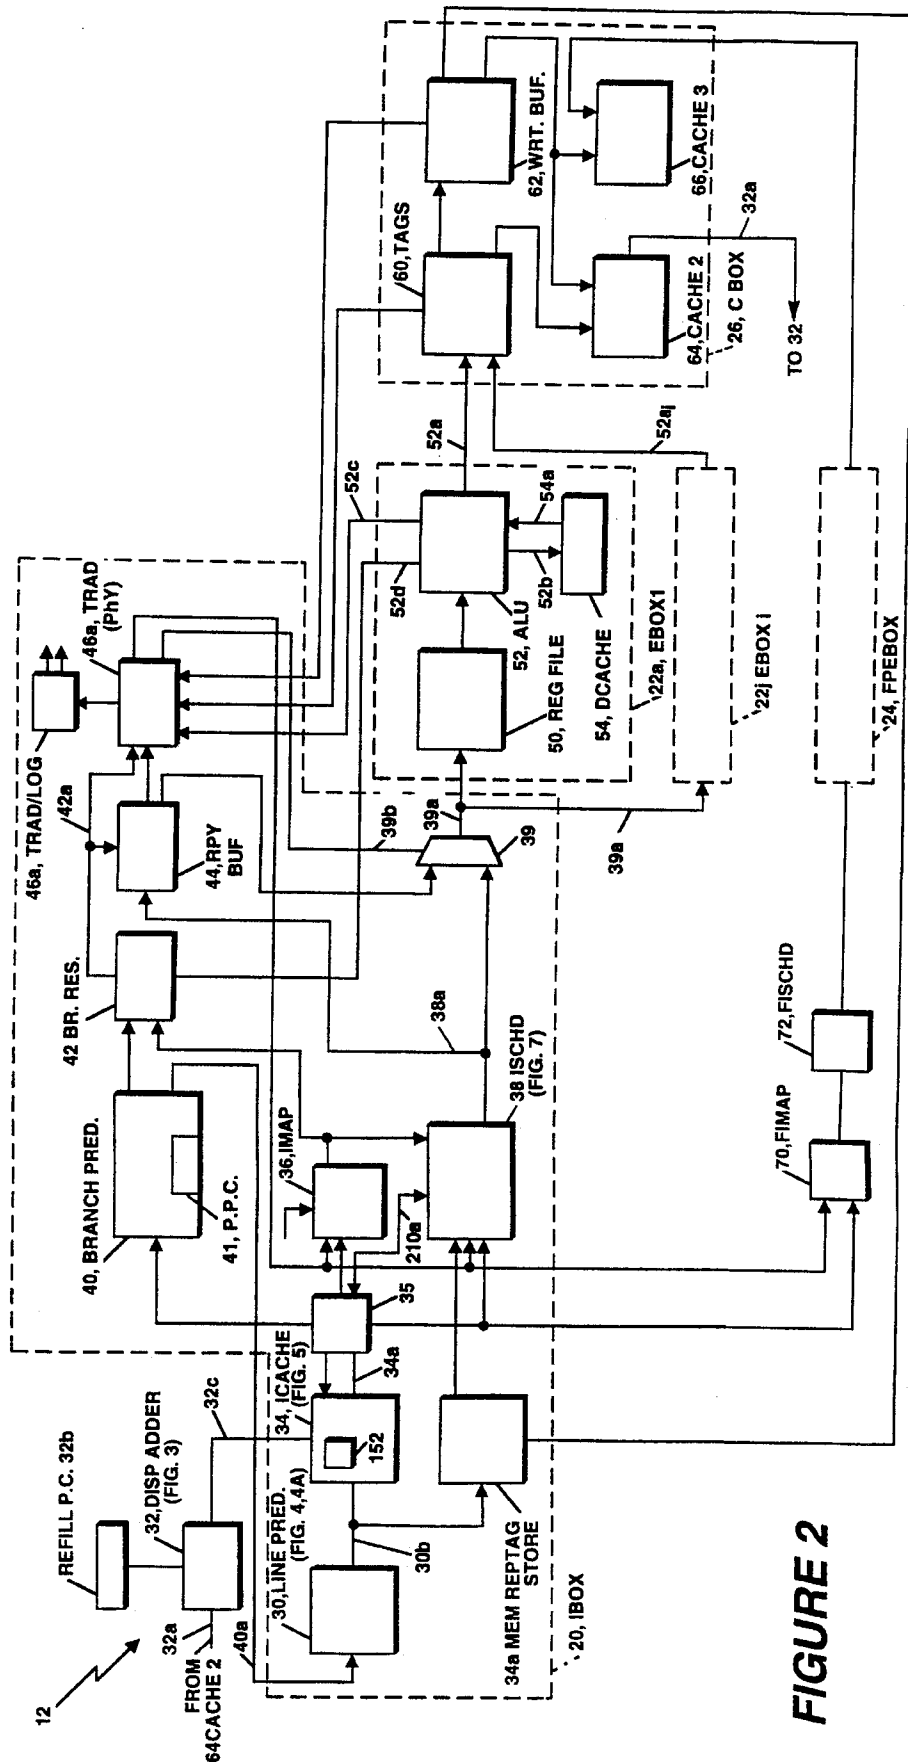 12
REFILL P.C. 32b
32,DISP ADDER
(FIG. 3)
32a
FROM
64CACHE 2
32c
40a
40, BRANCH PRED.
41, P.P.C.
42 BR. RES.
42a
44,RPY
BUF
46a, TRAD/LOG
46a, TRAD
(PhY)
30,LINE PRED.
(FIG. 4,4A)
30b
34, ICACHE
(FIG. 5)
152
34a
35
36,IMAP
210a
38 ISCHD
(FIG. 7)
38a
39b
39a
39
39a
34a MEM REPTAG
STORE
20, IBOX
52c
52d
52a
50, REG FILE
52, ALU
52b
54a
54, DCACHE
22a, EBOX1
52aj
22j EBOX i
24, FPEBOX
60,TAGS
62,WRT. BUF.
64,CACHE 2
66,CACHE 3
26, C BOX
32a
TO 32
70,FIMAP
72,FISCHD
FIGURE 2